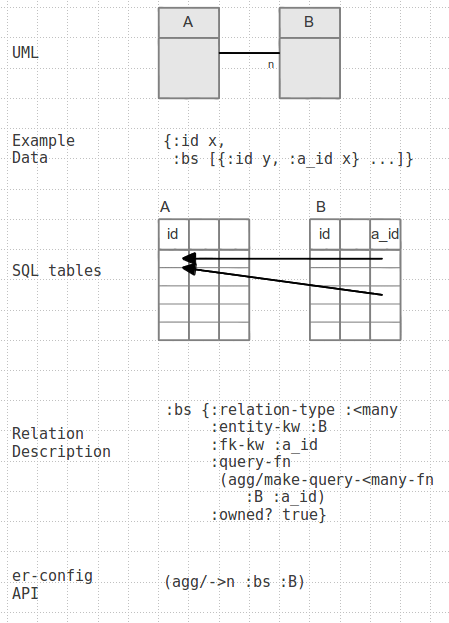 A B
UML
n
Example {:id x,
Data :bs [{:id y, :a_id x} ...]}
A B
id id a_id
SQL tables
:bs {:relation-type :<many
Relation :entity-kw :B
Description :fk-kw :a_id
:query-fn
(agg/make-query-<many-fn
:B :a_id)
:owned? true}
er-config (agg/->n :bs :B)
API